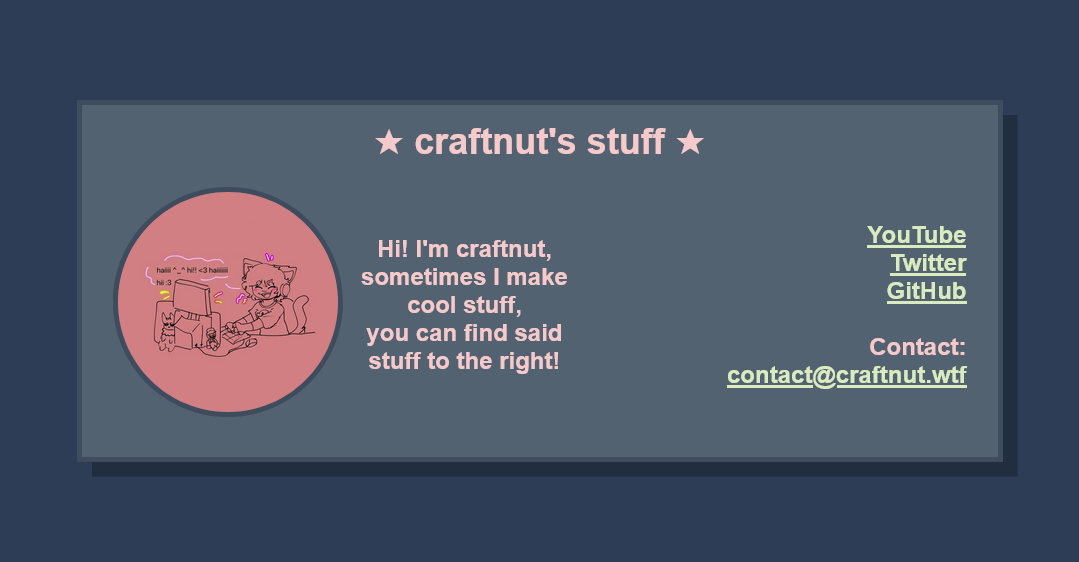 ★ craftnut's stuff ★
haiiii ^_^ hi!! <3 haiiiiii
hii :3
Hi! I'm craftnut,
sometimes I make
cool stuff,
you can find said
stuff to the right!
YouTube
Twitter
GitHub
Contact:
contact@craftnut.wtf